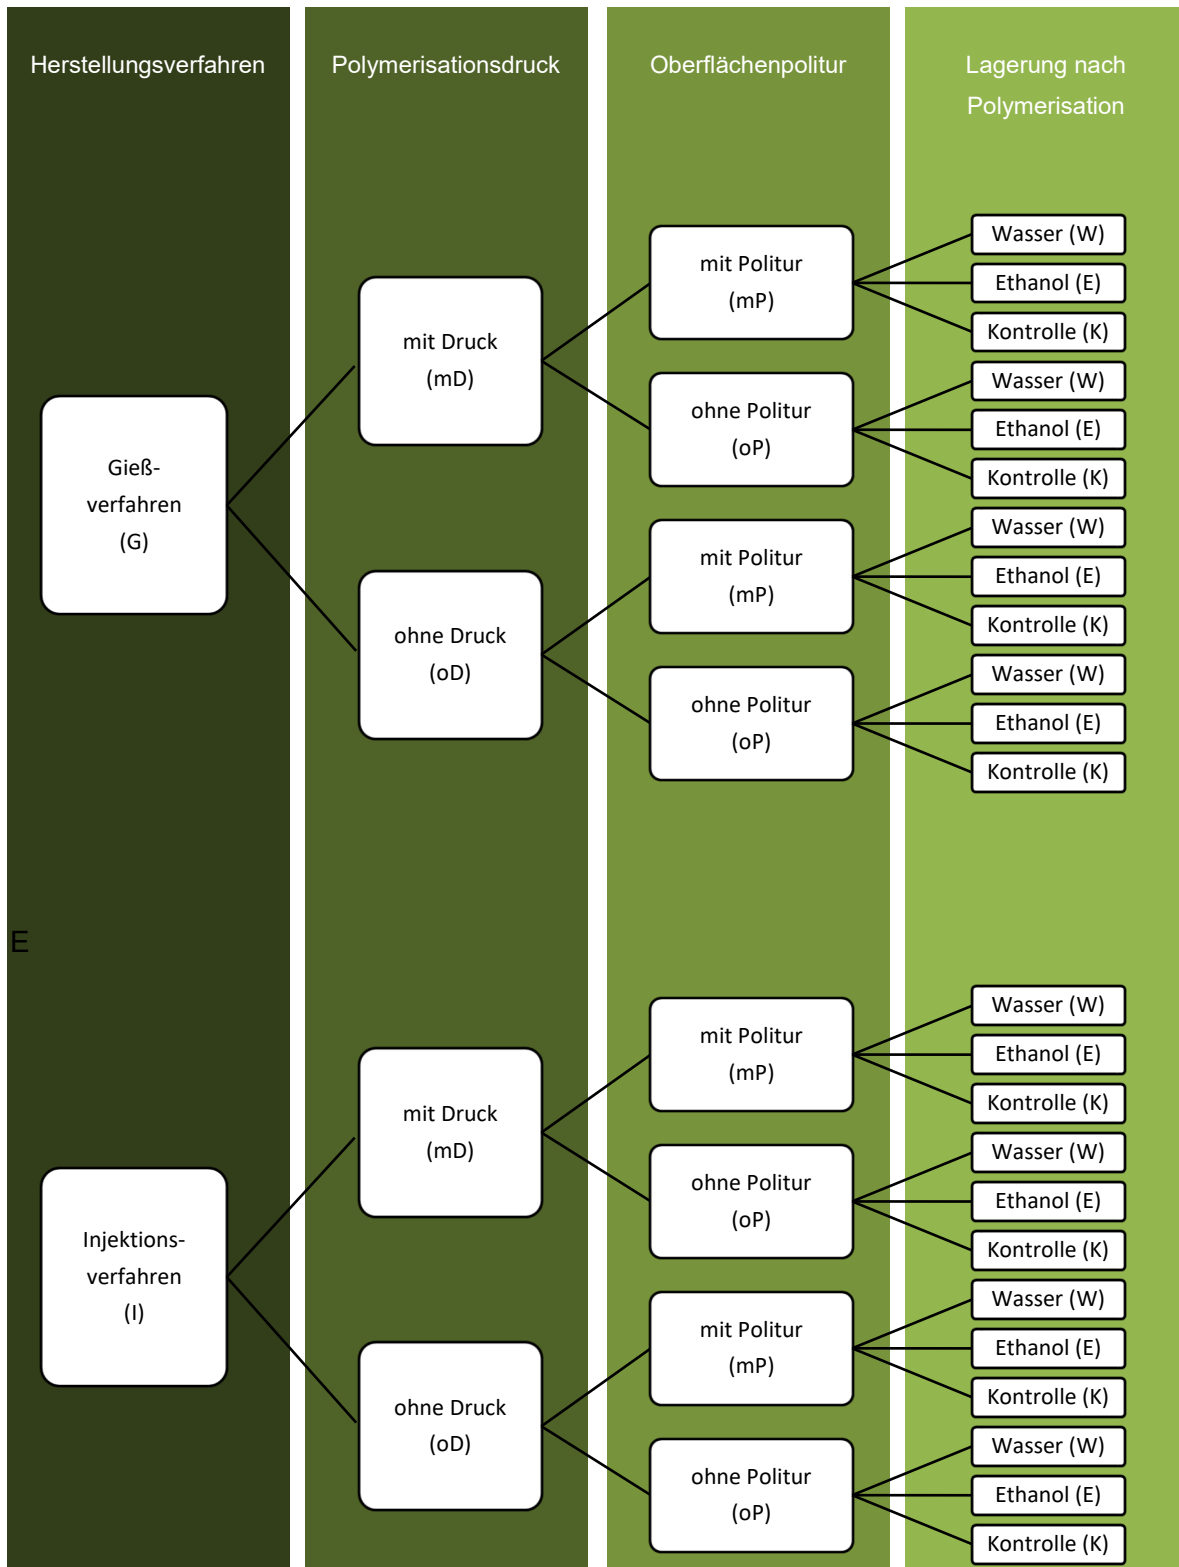 Herstellungsverfahren
Polymerisationsdruck
Oberflächenpolitur
Lagerung nach
Polymerisation
Gieß-
verfahren
(G)
mit Druck
(mD)
mit Politur
(mP)
Wasser (W)
Ethanol (E)
Kontrolle (K)
ohne Politur
(oP)
Wasser (W)
Ethanol (E)
Kontrolle (K)
ohne Druck
(oD)
mit Politur
(mP)
Wasser (W)
Ethanol (E)
Kontrolle (K)
ohne Politur
(oP)
Wasser (W)
Ethanol (E)
Kontrolle (K)
E
Injektions-
verfahren
(I)
mit Druck
(mD)
mit Politur
(mP)
Wasser (W)
Ethanol (E)
Kontrolle (K)
ohne Politur
(oP)
Wasser (W)
Ethanol (E)
Kontrolle (K)
ohne Druck
(oD)
mit Politur
(mP)
Wasser (W)
Ethanol (E)
Kontrolle (K)
ohne Politur
(oP)
Wasser (W)
Ethanol (E)
Kontrolle (K)